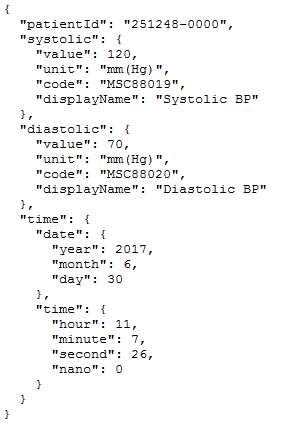 {
  "patientId": "251248-0000",
  "systolic": {
    "value": 120,
    "unit": "mm(Hg)",
    "code": "MSC88019",
    "displayName": "Systolic BP"
  },
  "diastolic": {
    "value": 70,
    "unit": "mm(Hg)",
    "code": "MSC88020",
    "displayName": "Diastolic BP"
  },
  "time": {
    "date": {
      "year": 2017,
      "month": 6,
      "day": 30
    },
    "time": {
      "hour": 11,
      "minute": 7,
      "second": 26,
      "nano": 0
    }
  }
}